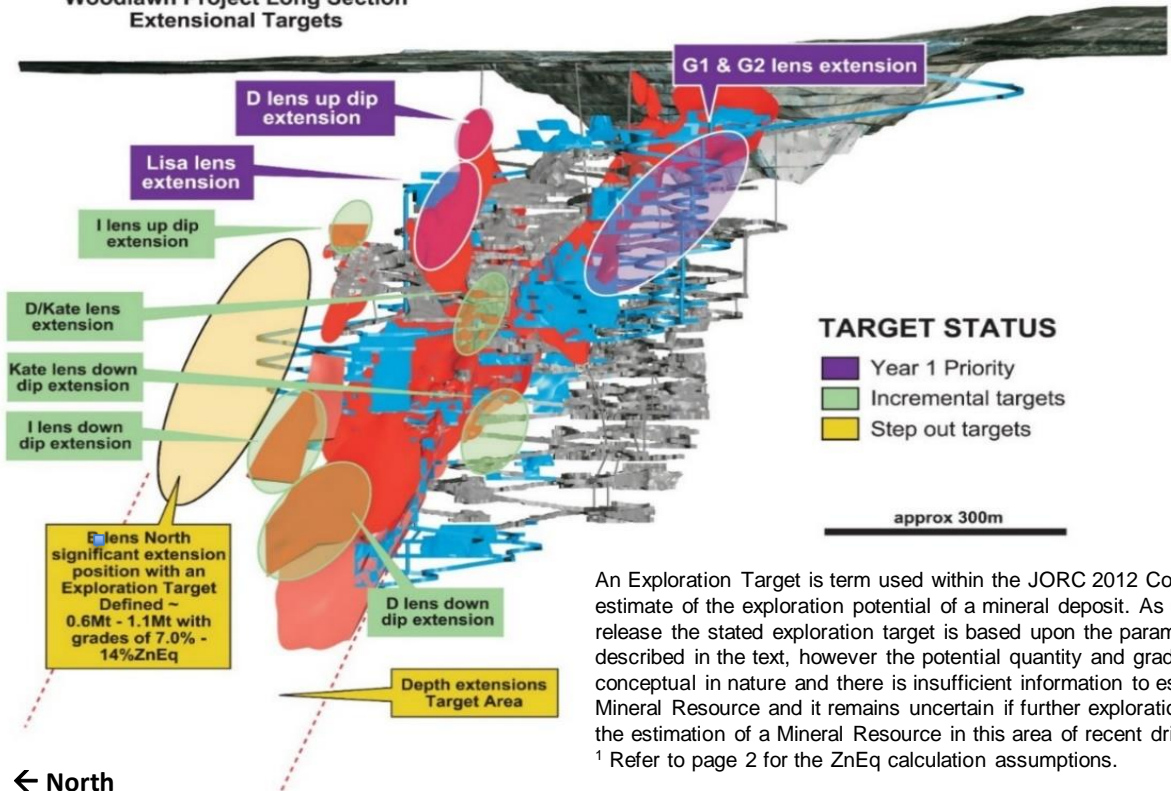 Woodlawn Project Long Section
Extensional Targets
G1 & G2 lens extension
D lens up dip
extension
Lisa lens
extension
I lens up dip
extension
D/Kate lens
extension
Kate lens down
dip extension
I lens down
dip extension
lens North
significant extension
position with an
Exploration Target
Defined ~
0.6Mt - 1.1Mt with
grades of 7.0% -
14%ZnEq
D lens down
dip extension
Depth extensions
Target Area
TARGET STATUS
Year 1 Priority
Incremental targets
Step out targets
approx 300m
An Exploration Target is term used within the JORC 2012 Co
estimate of the exploration potential of a mineral deposit. As
release the stated exploration target is based upon the param
described in the text, however the potential quantity and grad
conceptual in nature and there is insufficient information to es
Mineral Resource and it remains uncertain if further exploratio
the estimation of a Mineral Resource in this area of recent dri
¹ Refer to page 2 for the ZnEq calculation assumptions.
← North